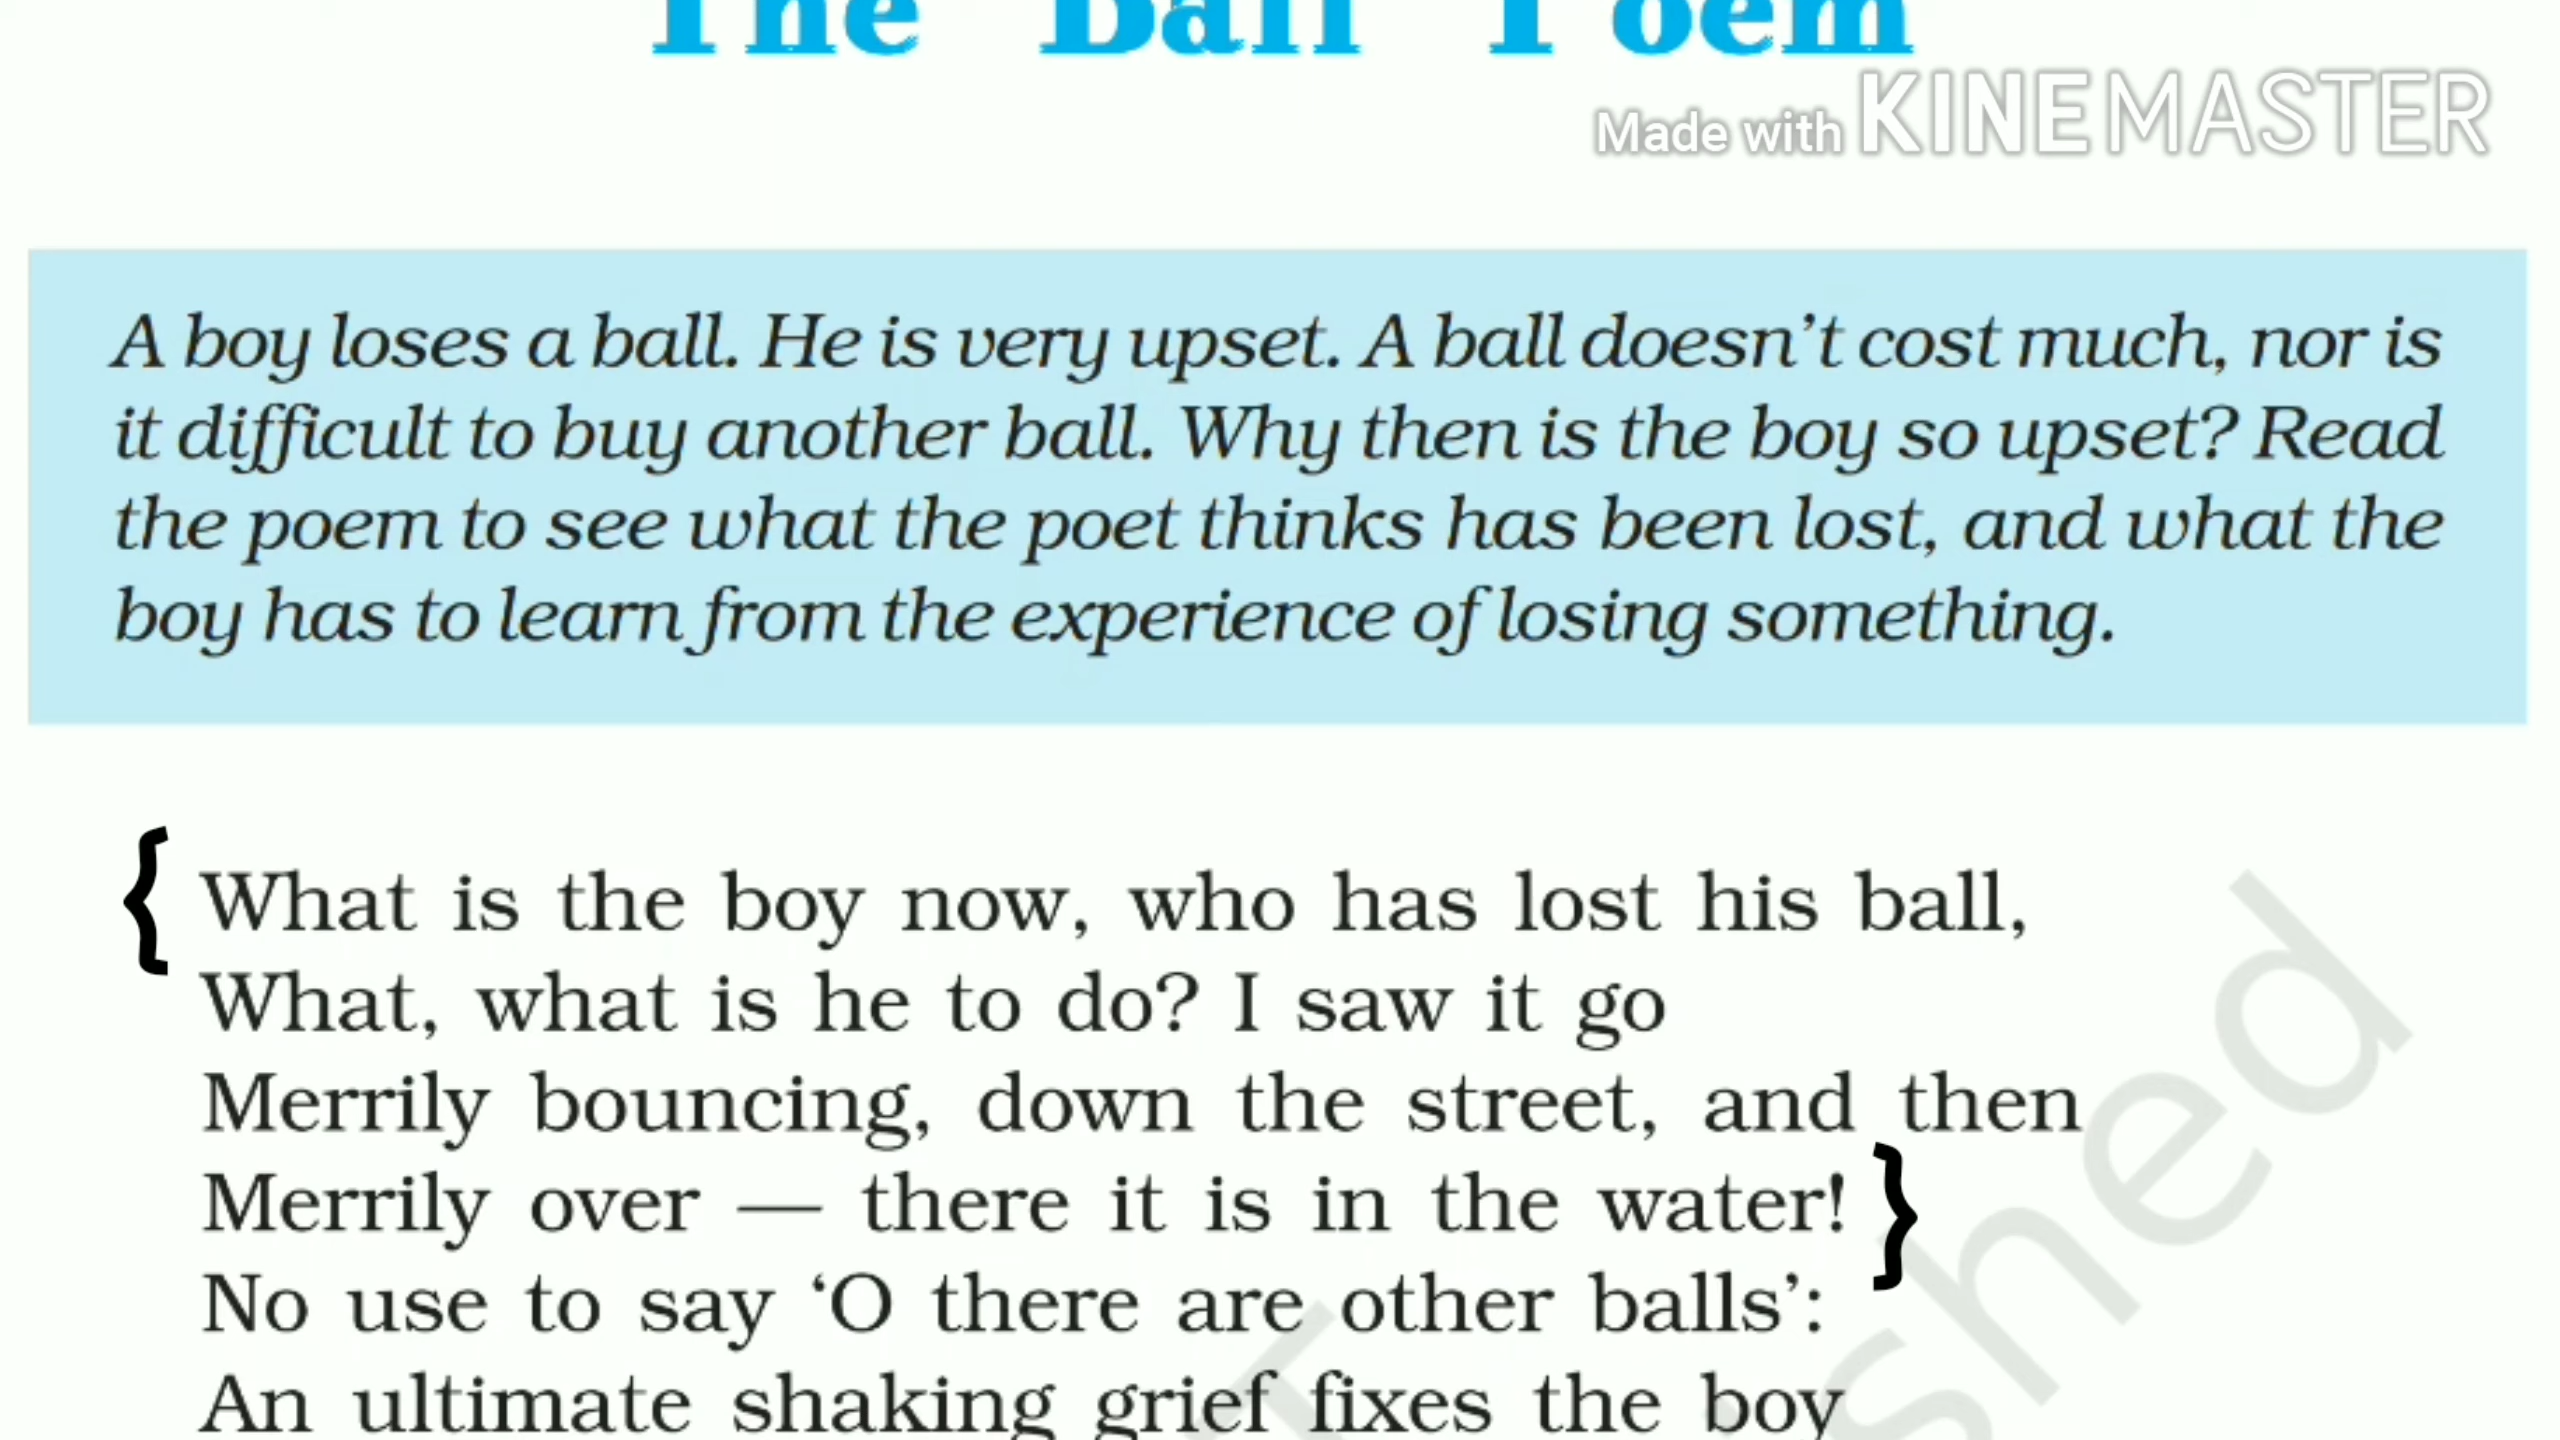 The Ball Poem
Made with KINEMASTER
A boy loses a ball. He is very upset. A ball doesn't cost much, nor is
it difficult to buy another ball. Why then is the boy so upset? Read
the poem to see what the poet thinks has been lost, and what the
boy has to learn from the experience of losing something.
{ What is the boy now, who has lost his ball,
What, what is he to do? I saw it go
Merrily bouncing, down the street, and then
Merrily over — there it is in the water! }
No use to say ‘O there are other balls’:
An ultimate shaking grief fixes the boy